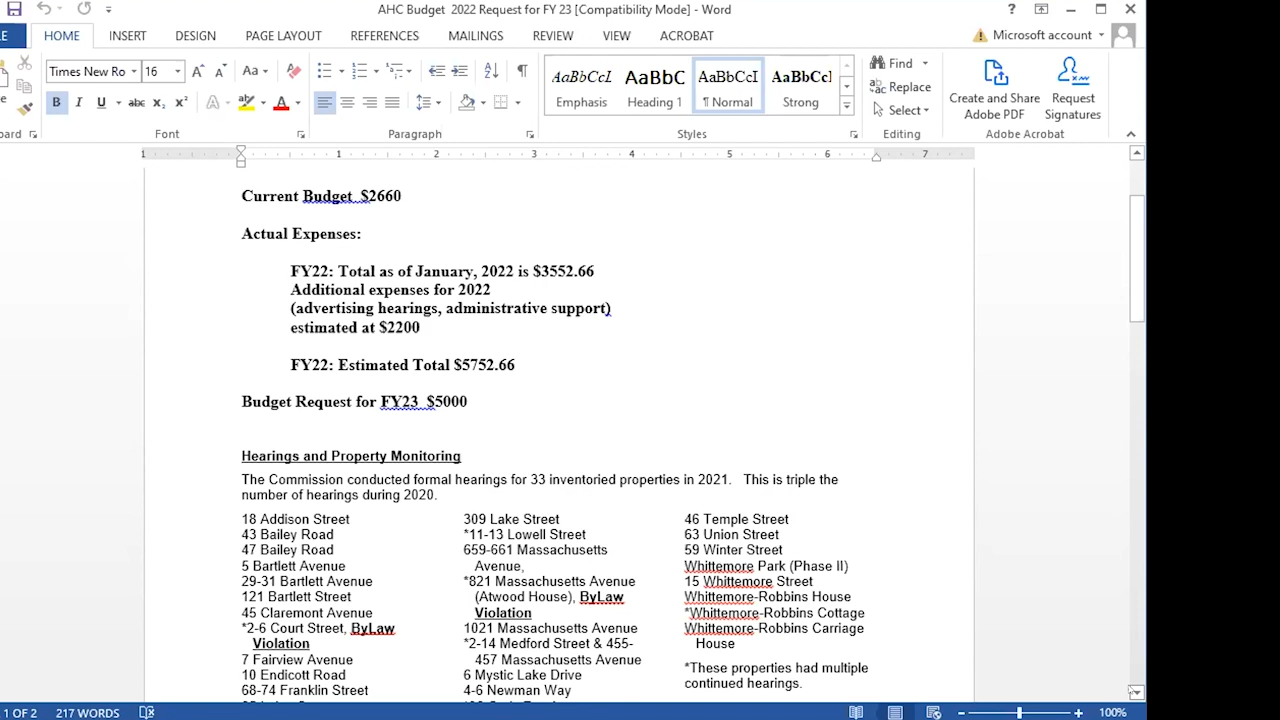 AHC Budget 2022 Request for FY 23 [Compatibility Mode] - Word
HOME INSERT DESIGN PAGE LAYOUT REFERENCES MAILINGS REVIEW VIEW ACROBAT
Microsoft account
Times New Ro 16
AaBbCcL AaBbC AaBbCcI AaBbCcl
Emphasis Heading 1 ¶ Normal Strong
Find
Replace
Select
Create and Share
Adobe PDF
Request
Signatures
Font Paragraph Styles Editing Adobe Acrobat
1 1 2 3 4 5 6 7
Current Budget $2660
Actual Expenses:
FY22: Total as of January, 2022 is $3552.66
Additional expenses for 2022
(advertising hearings, administrative support)
estimated at $2200
FY22: Estimated Total $5752.66
Budget Request for FY23 $5000
Hearings and Property Monitoring
The Commission conducted formal hearings for 33 inventoried properties in 2021. This is triple the
number of hearings during 2020.
18 Addison Street
43 Bailey Road
47 Bailey Road
5 Bartlett Avenue
29-31 Bartlett Avenue
121 Bartlett Street
45 Claremont Avenue
*2-6 Court Street, ByLaw
Violation
7 Fairview Avenue
10 Endicott Road
68-74 Franklin Street
309 Lake Street
*11-13 Lowell Street
659-661 Massachusetts
Avenue,
*821 Massachusetts Avenue
(Atwood House), ByLaw
Violation
1021 Massachusetts Avenue
*2-14 Medford Street & 455-
457 Massachusetts Avenue
6 Mystic Lake Drive
4-6 Newman Way
46 Temple Street
63 Union Street
59 Winter Street
Whittemore Park (Phase II)
15 Whittemore Street
Whittemore-Robbins House
*Whittemore-Robbins Cottage
Whittemore-Robbins Carriage
House
*These properties had multiple
continued hearings.
1 OF 2 217 WORDS 100%